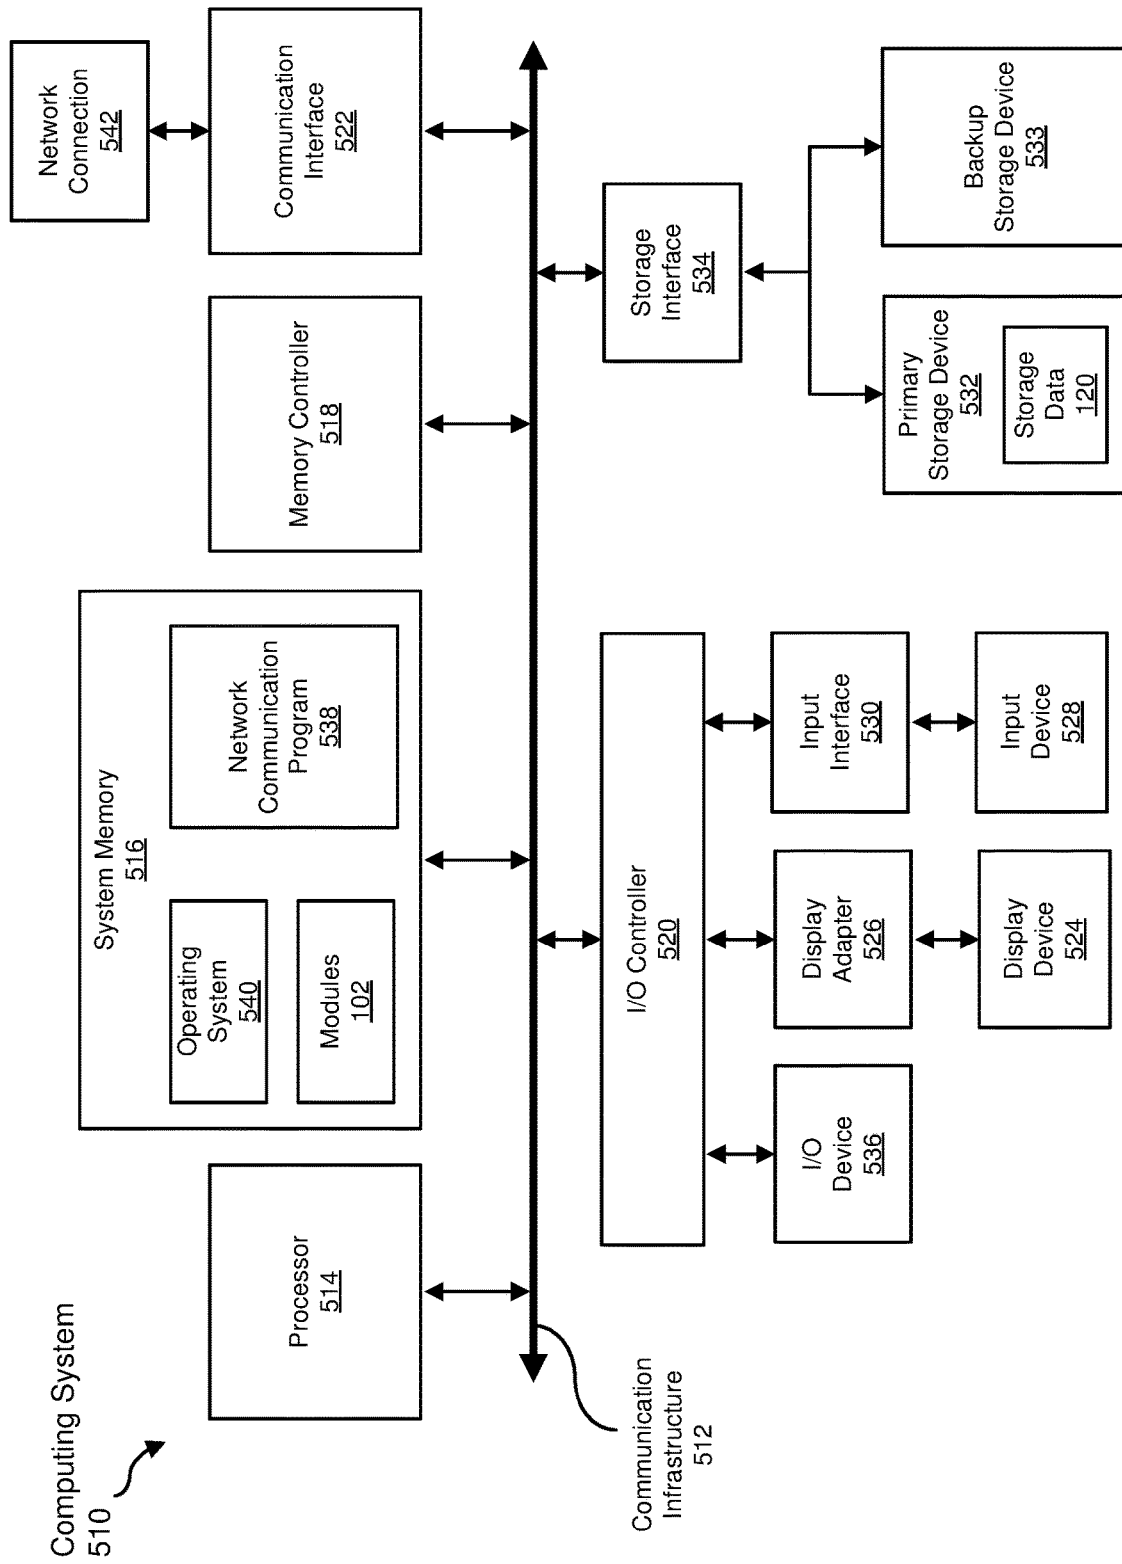 Computing System
510
Processor
514
System Memory
516
Operating
System
540
Modules
102
Network
Communication
Program
538
Memory Controller
518
Communication
Interface
522
Network
Connection
542
Communication
Infrastructure
512
I/O Controller
520
I/O
Device
536
Display
Adapter
526
Display
Device
524
Input
Interface
530
Input
Device
528
Storage
Interface
534
Primary
Storage Device
532
Storage
Data
120
Backup
Storage Device
533